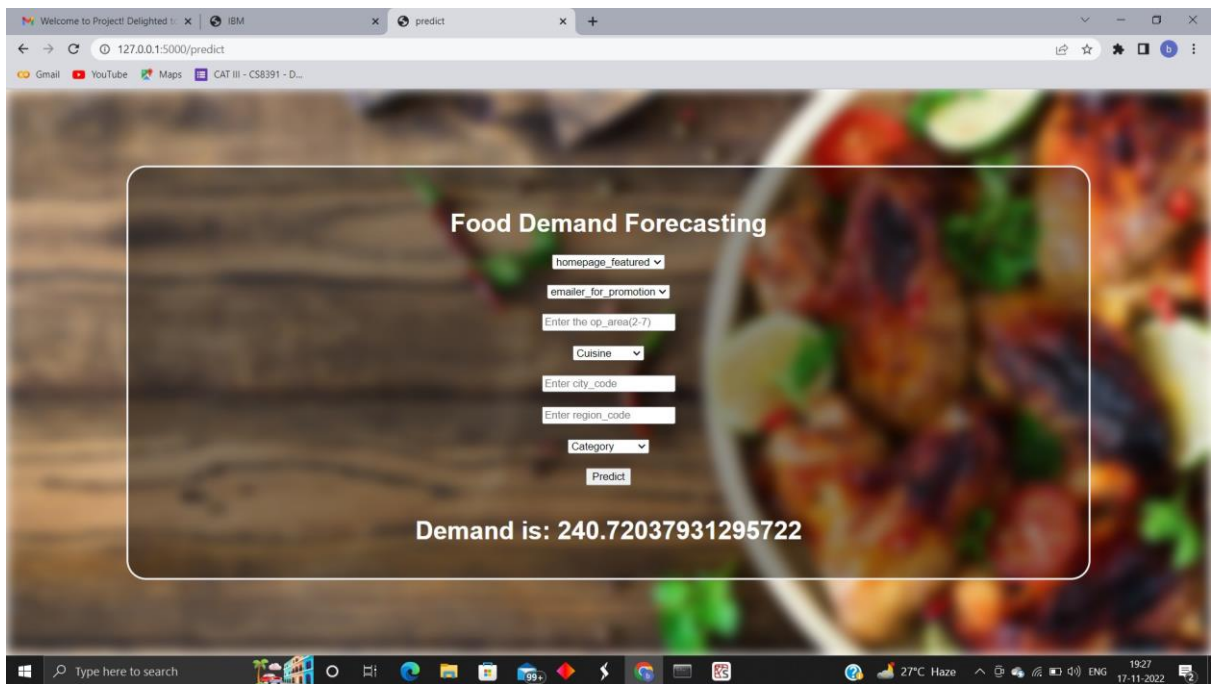 Welcome to Project! Delighted to
IBM
predict
127.0.0.1:5000/predict
b
Gmail
YouTube
Maps
CAT III - CS8391 - D...
Food Demand Forecasting
homepage_featured
emailer_for_promotion
Enter the op_area(2-7)
Cuisine
Enter city_code
Enter region_code
Category
Predict
Demand is: 240.72037931295722
Type here to search
99+
27°C Haze
ENG
19:27
17-11-2022
2